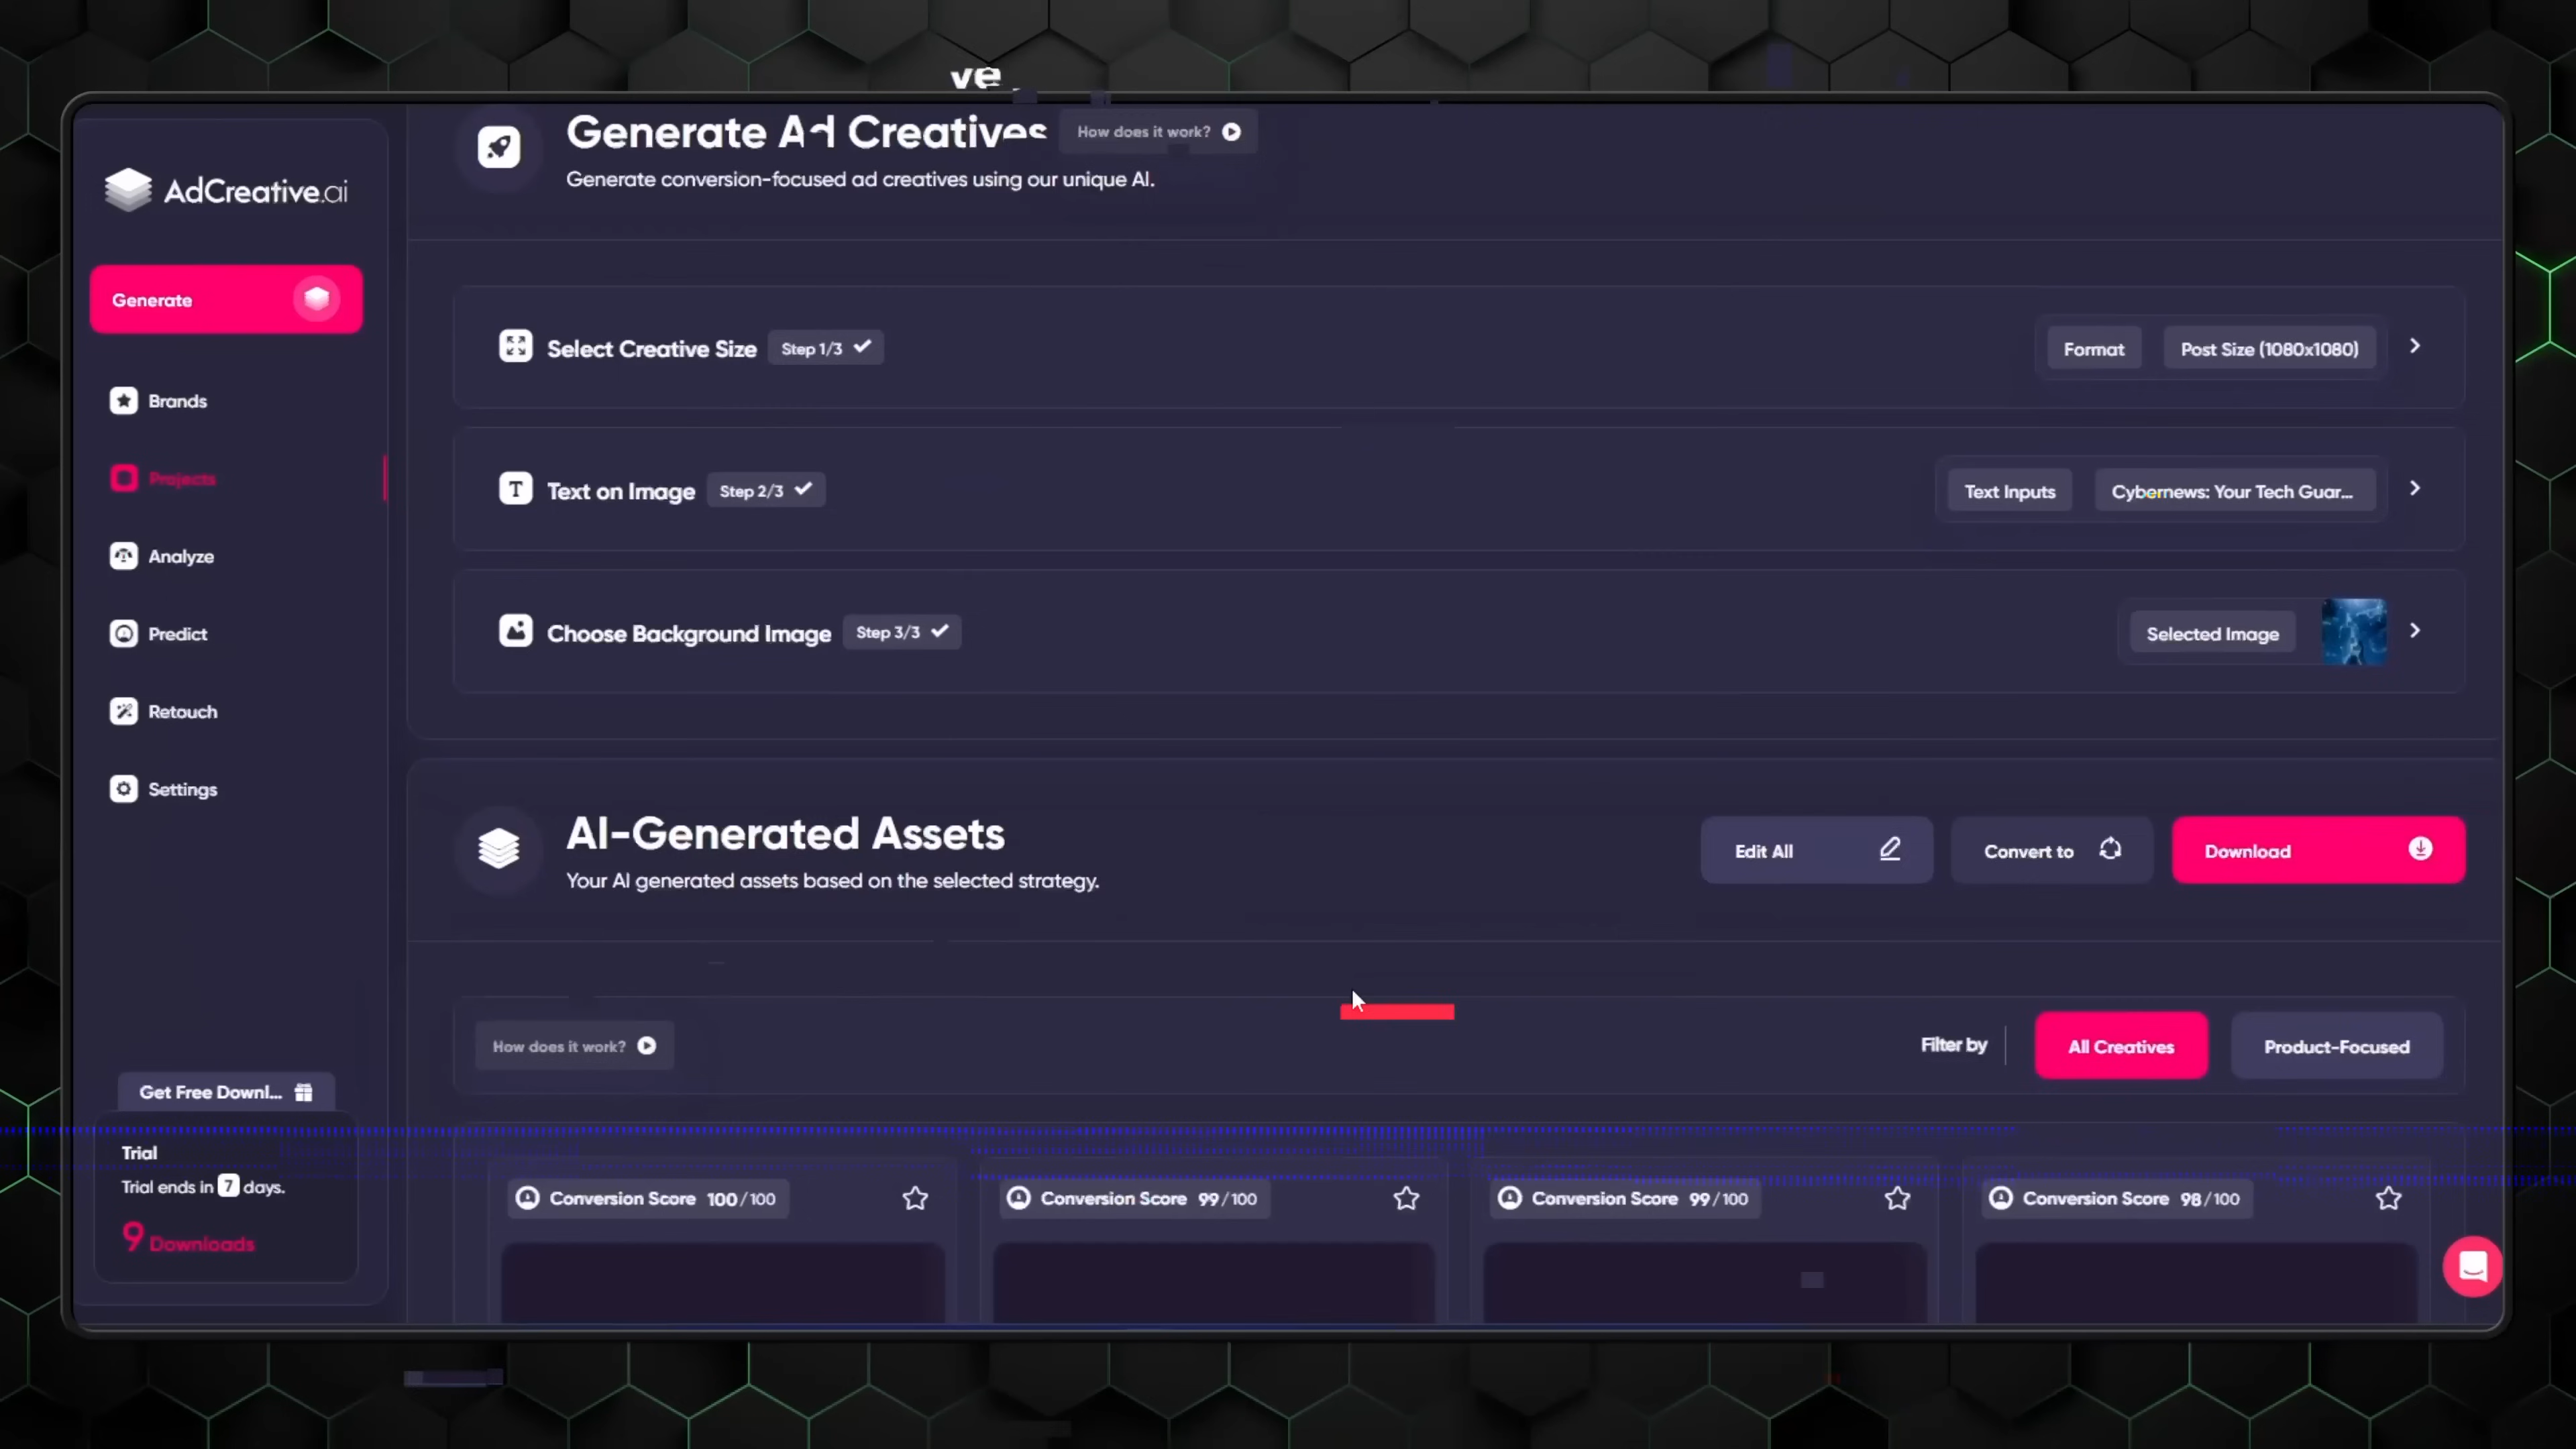 ve
Generate Ad Creatives
How does it work?
Generate conversion-focused ad creatives using our unique AI.
AdCreative.ai
Generate
Brands
Projects
Analyze
Predict
Retouch
Settings
Select Creative Size
Step 1/3
Format
Post Size (1080x1080)
Text on Image
Step 2/3
Text Inputs
Cybernews: Your Tech Guar...
Choose Background Image
Step 3/3
Selected Image
AI-Generated Assets
Your AI generated assets based on the selected strategy.
Edit All
Convert to
Download
How does it work?
Filter by
All Creatives
Product-Focused
Get Free Downl...
Trial
Trial ends in 7 days.
9 Downloads
Conversion Score 100/100
Conversion Score 99/100
Conversion Score 99/100
Conversion Score 98/100